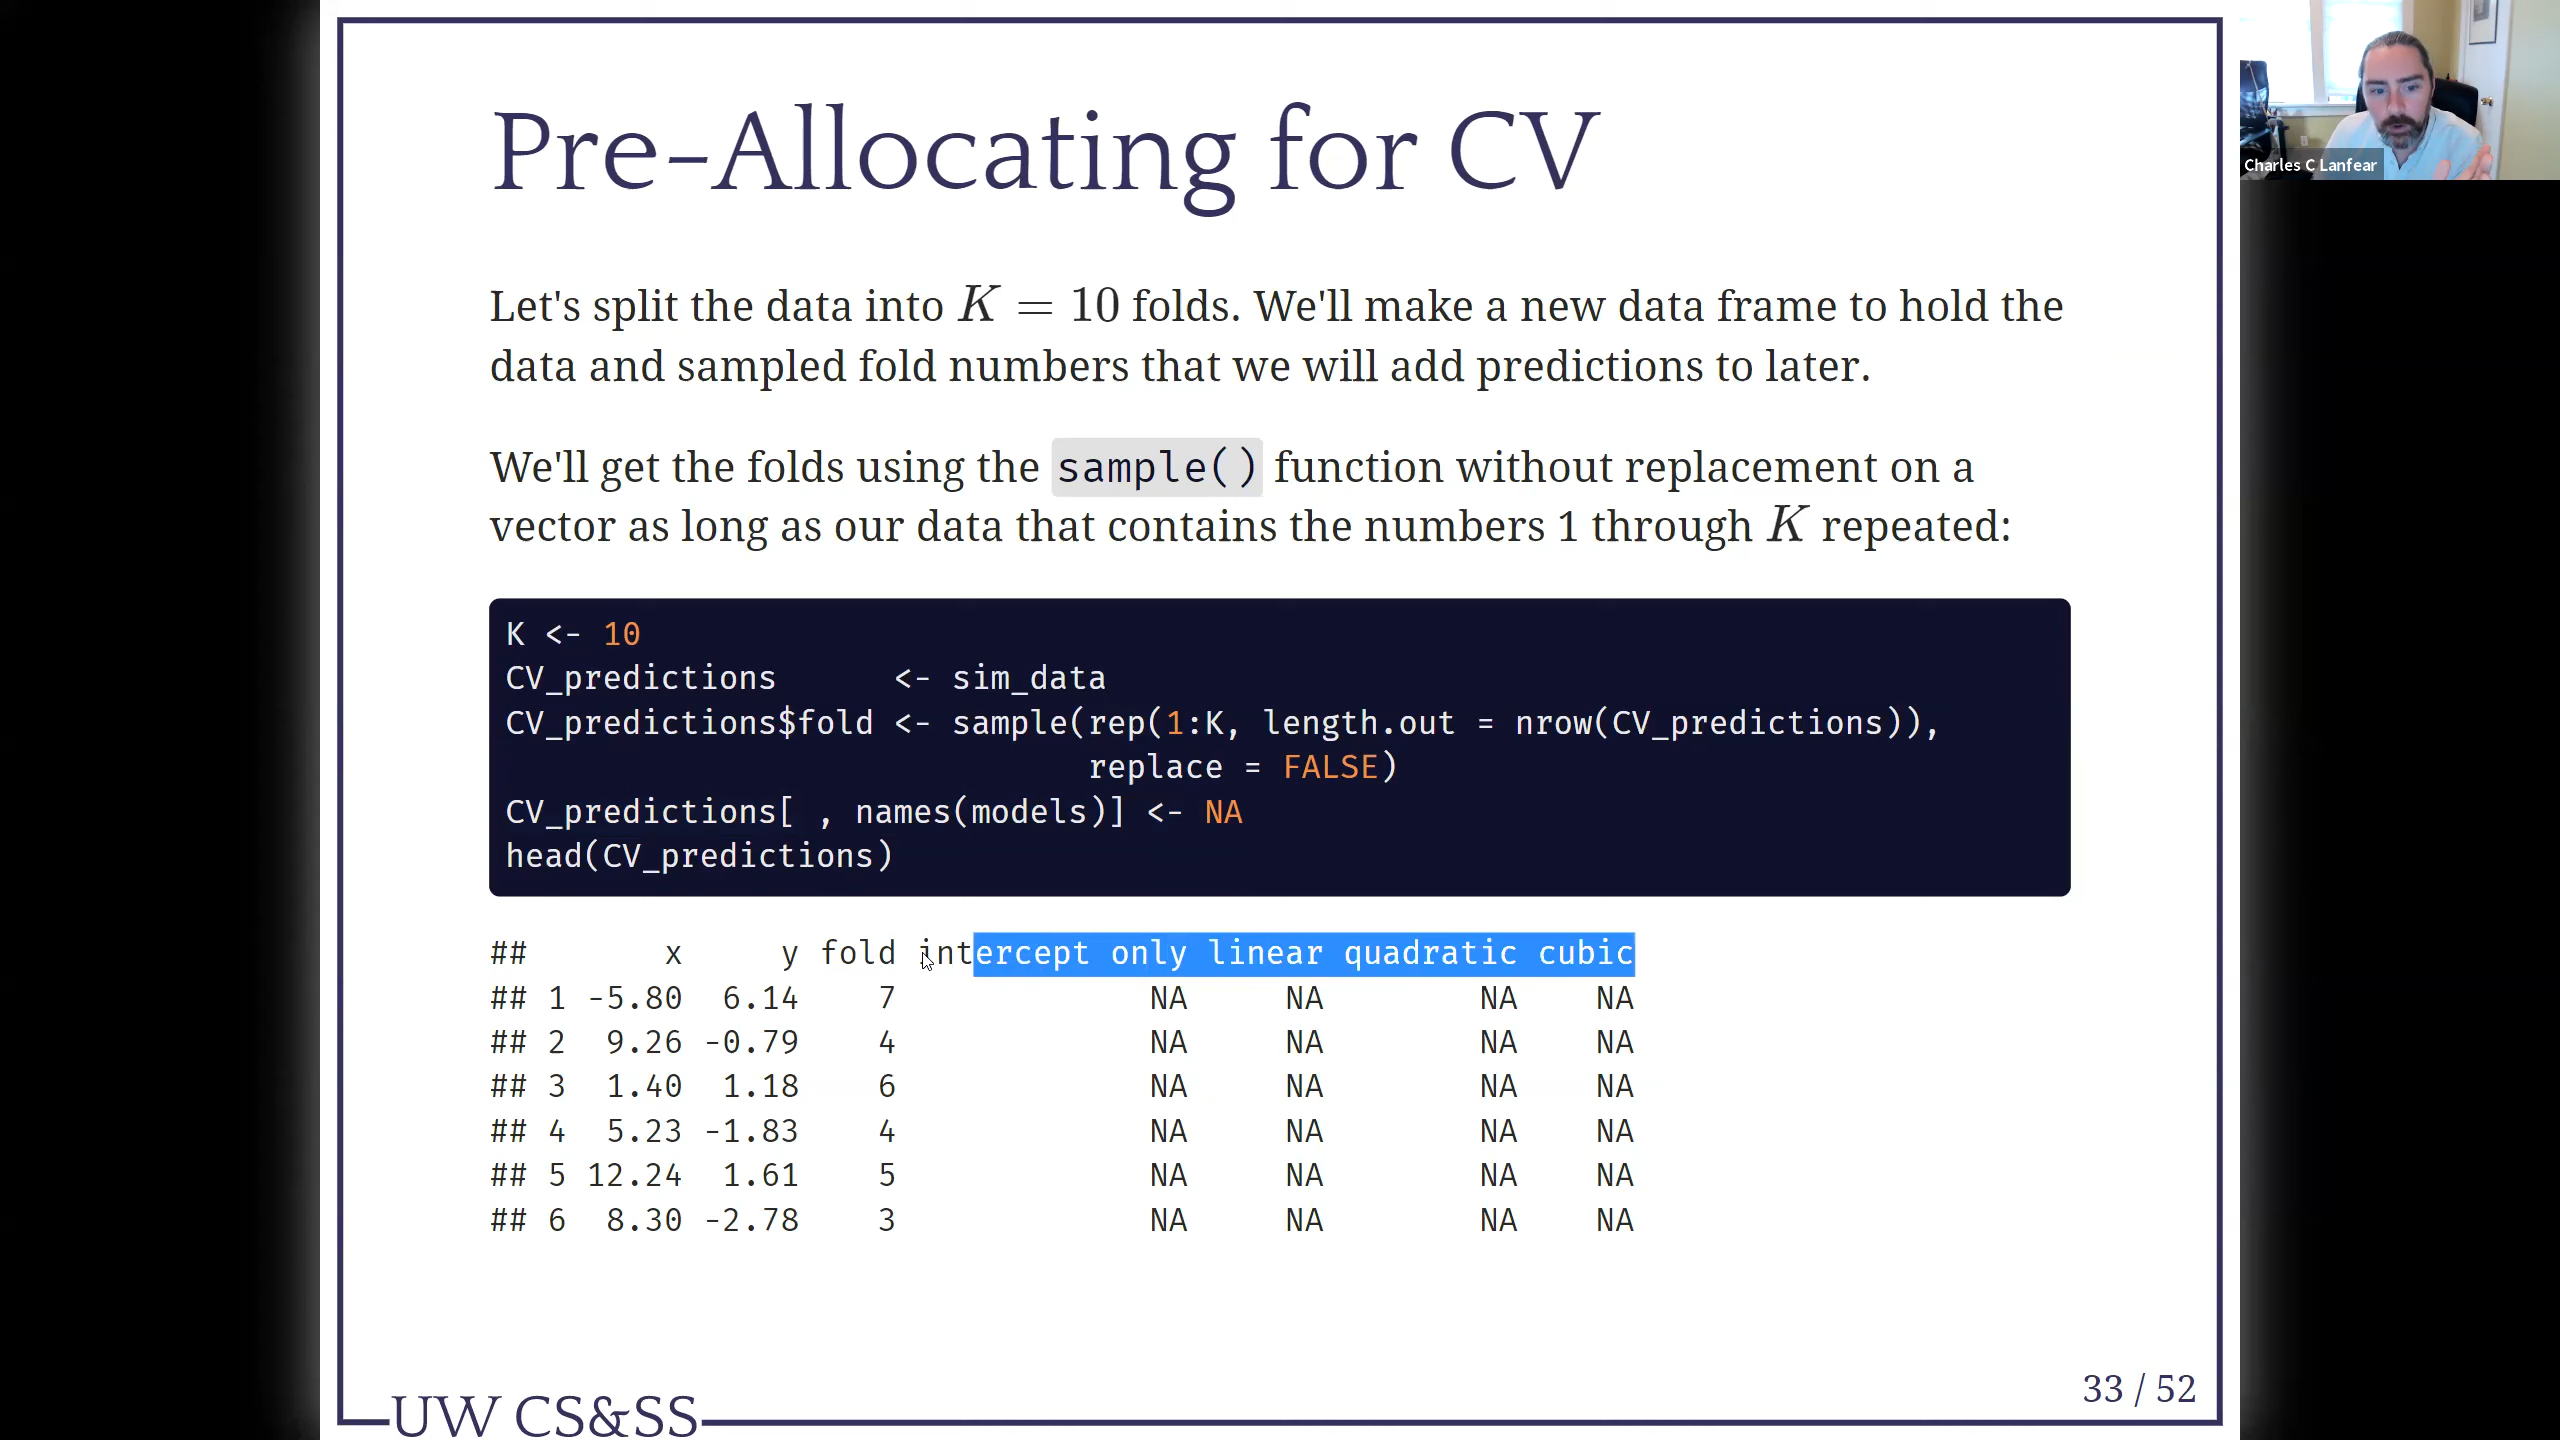 Pre-Allocating for CV
Charles C Lanfear
Let's split the data into K = 10 folds. We'll make a new data frame to hold the
data and sampled fold numbers that we will add predictions to later.
We'll get the folds using the sample() function without replacement on a
vector as long as our data that contains the numbers 1 through K repeated:
K <- 10
CV_predictions      <- sim_data
CV_predictions$fold <- sample(rep(1:K, length.out = nrow(CV_predictions)),
                              replace = FALSE)
CV_predictions[ , names(models)] <- NA
head(CV_predictions)
##       x     y fold intercept only linear quadratic cubic
## 1 -5.80  6.14    7             NA     NA        NA    NA
## 2  9.26 -0.79    4             NA     NA        NA    NA
## 3  1.40  1.18    6             NA     NA        NA    NA
## 4  5.23 -1.83    4             NA     NA        NA    NA
## 5 12.24  1.61    5             NA     NA        NA    NA
## 6  8.30 -2.78    3             NA     NA        NA    NA
33 / 52
UW CS&SS